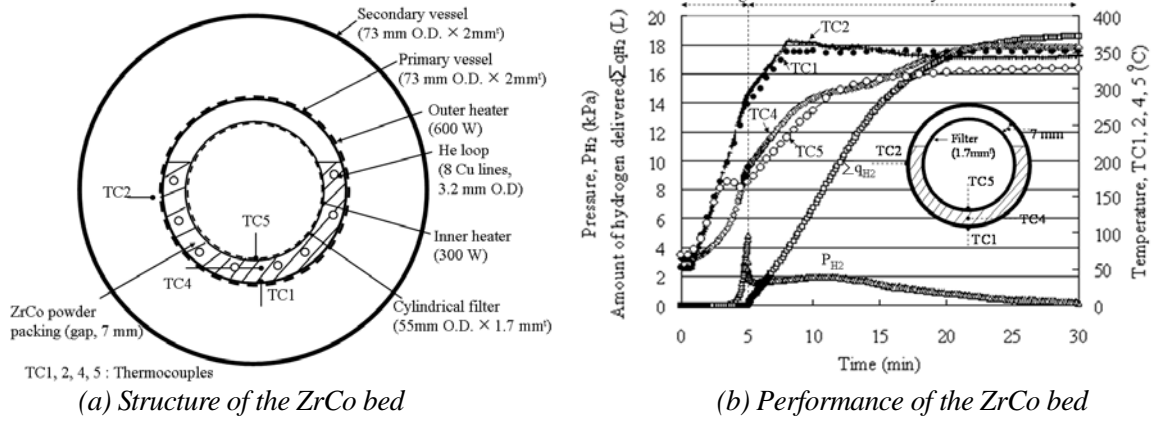 Secondary vessel
(73 mm O.D. × 2mmᵗ)
Primary vessel
(73 mm O.D. × 2mmᵗ)
Outer heater
(600 W)
He loop
(8 Cu lines,
3.2 mm O.D)
TC2
TC5
Inner heater
(300 W)
TC4
TC1
ZrCo powder
packing (gap, 7 mm)
Cylindrical filter
(55mm O.D. × 1.7 mmᵗ)
TC1, 2, 4, 5 : Thermocouples
(a) Structure of the ZrCo bed
Pressure, PH₂ (kPa)
Amount of hydrogen delivered, ∑qH₂ (L)
20
18
16
14
12
10
8
6
4
2
0
400
350
300
250
200
150
100
50
0
Temperature, TC1, 2, 4, 5 (°C)
TC2
TC1
TC4
TC5
∑qH₂
PH₂
7 mm
Filter
(1.7mmᵗ)
TC2
TC5
TC4
TC1
0 5 10 15 20 25 30
Time (min)
(b) Performance of the ZrCo bed